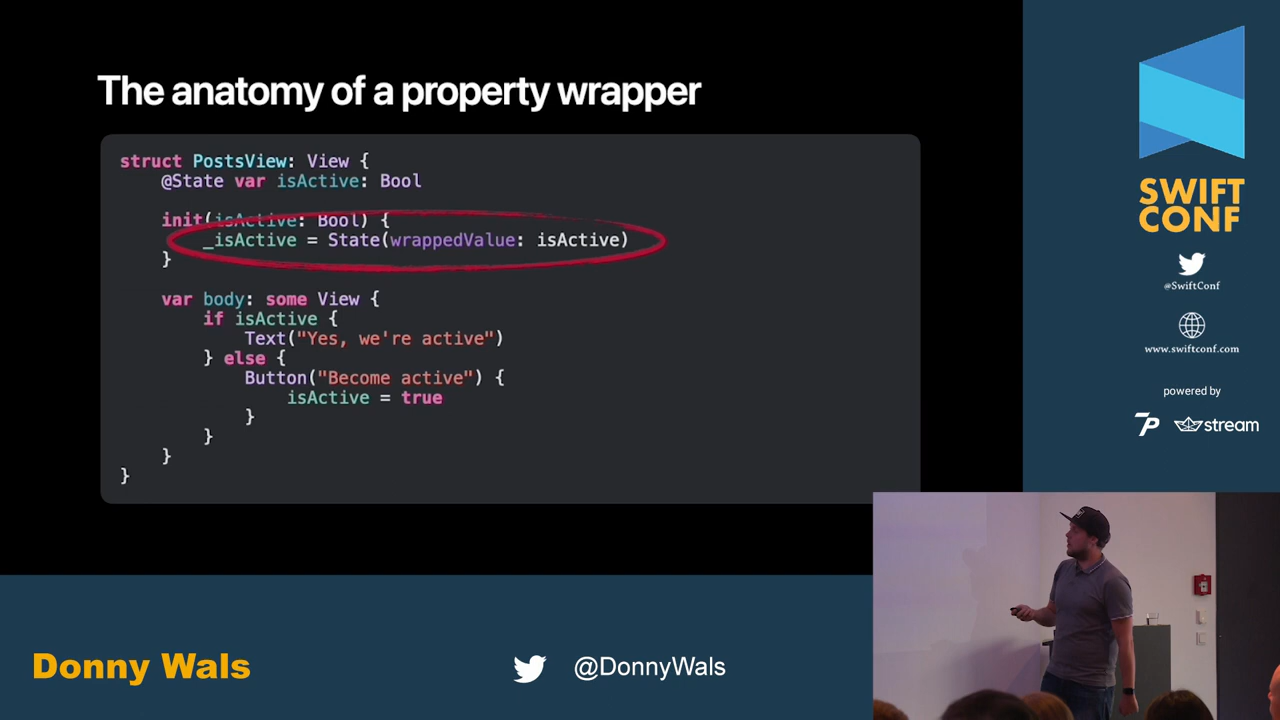 The anatomy of a property wrapper
struct PostsView: View {
@State var isActive: Bool
init(isActive: Bool) {
_isActive = State(wrappedValue: isActive)
}
var body: some View {
if isActive {
Text("Yes, we're active")
} else {
Button("Become active") {
isActive = true
}
}
}
}
SWIFT
CONF
@SwiftConf
www.swiftconf.com
powered by
7P stream
Donny Wals
@DonnyWals